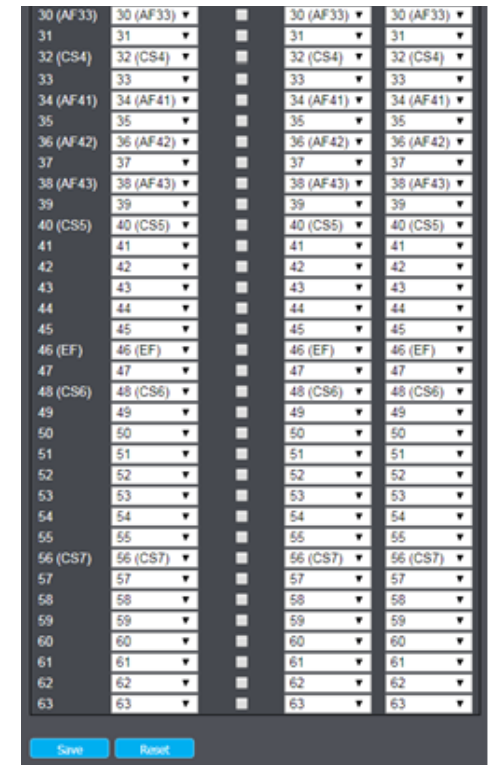 30 (AF33) 30 (AF33) 30 (AF33) 30 (AF33)
31 31 31 31
32 (CS4) 32 (CS4) 32 (CS4) 32 (CS4)
33 33 33 33
34 (AF41) 34 (AF41) 34 (AF41) 34 (AF41)
35 35 35 35
36 (AF42) 36 (AF42) 36 (AF42) 36 (AF42)
37 37 37 37
38 (AF43) 38 (AF43) 38 (AF43) 38 (AF43)
39 39 39 39
40 (CS5) 40 (CS5) 40 (CS5) 40 (CS5)
41 41 41 41
42 42 42 42
43 43 43 43
44 44 44 44
45 45 45 45
46 (EF) 46 (EF) 46 (EF) 46 (EF)
47 47 47 47
48 (CS6) 48 (CS6) 48 (CS6) 48 (CS6)
49 49 49 49
50 50 50 50
51 51 51 51
52 52 52 52
53 53 53 53
54 54 54 54
55 55 55 55
56 (CS7) 56 (CS7) 56 (CS7) 56 (CS7)
57 57 57 57
58 58 58 58
59 59 59 59
60 60 60 60
61 61 61 61
62 62 62 62
63 63 63 63
Save Reset